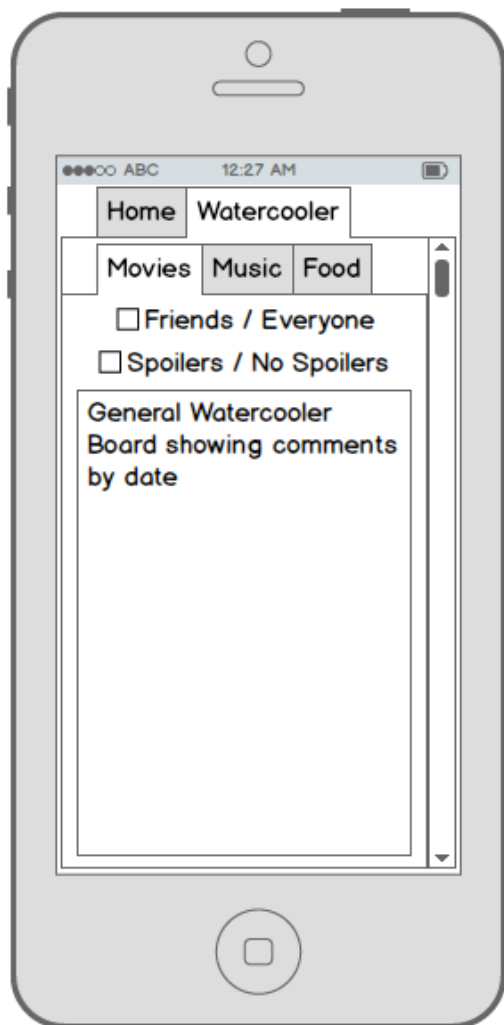 ABC 12:27 AM
Home Watercooler
Movies Music Food
Friends / Everyone
Spoilers / No Spoilers
General Watercooler
Board showing comments
by date